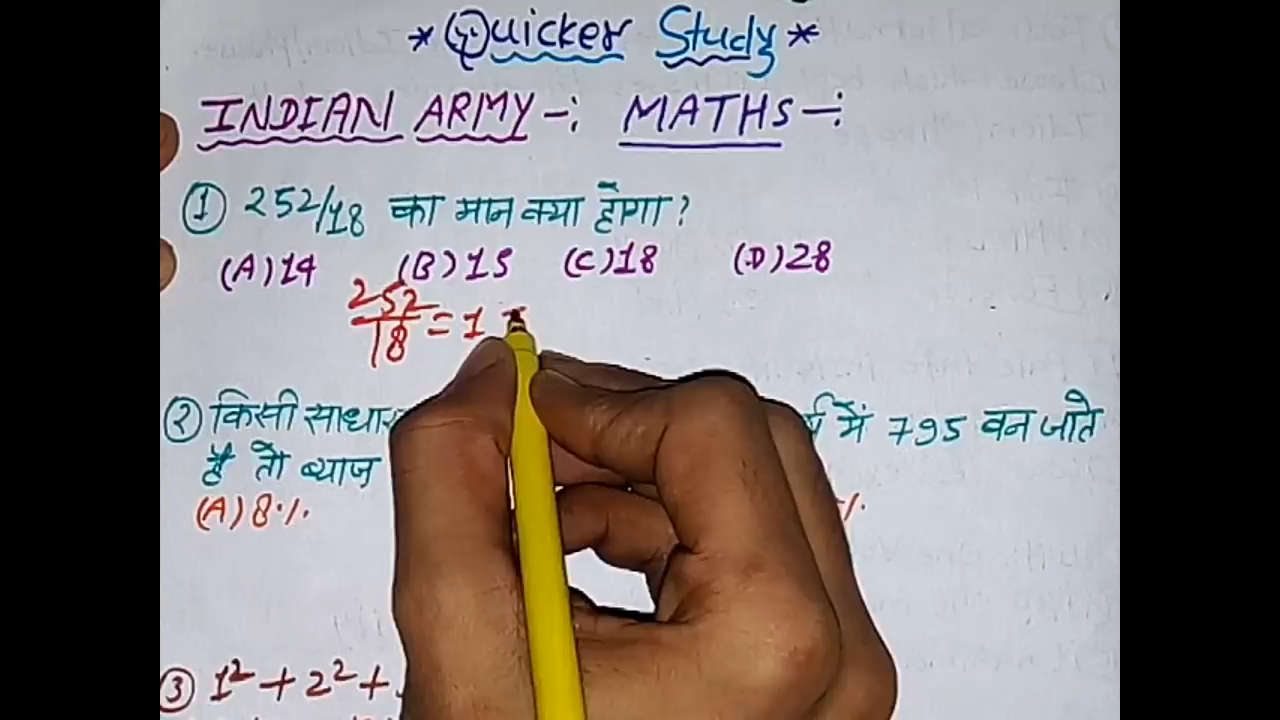 * Quicker Study *
INDIAN ARMY -: MATHS -:
① 252/18 का मान क्या होगा?
(A) 14 (B) 15 (C) 18 (D) 28
252/18 = 1
② किसी में 795 बन जाते
है तो ब्याज
(A) 8%
③ 1² + 2² +